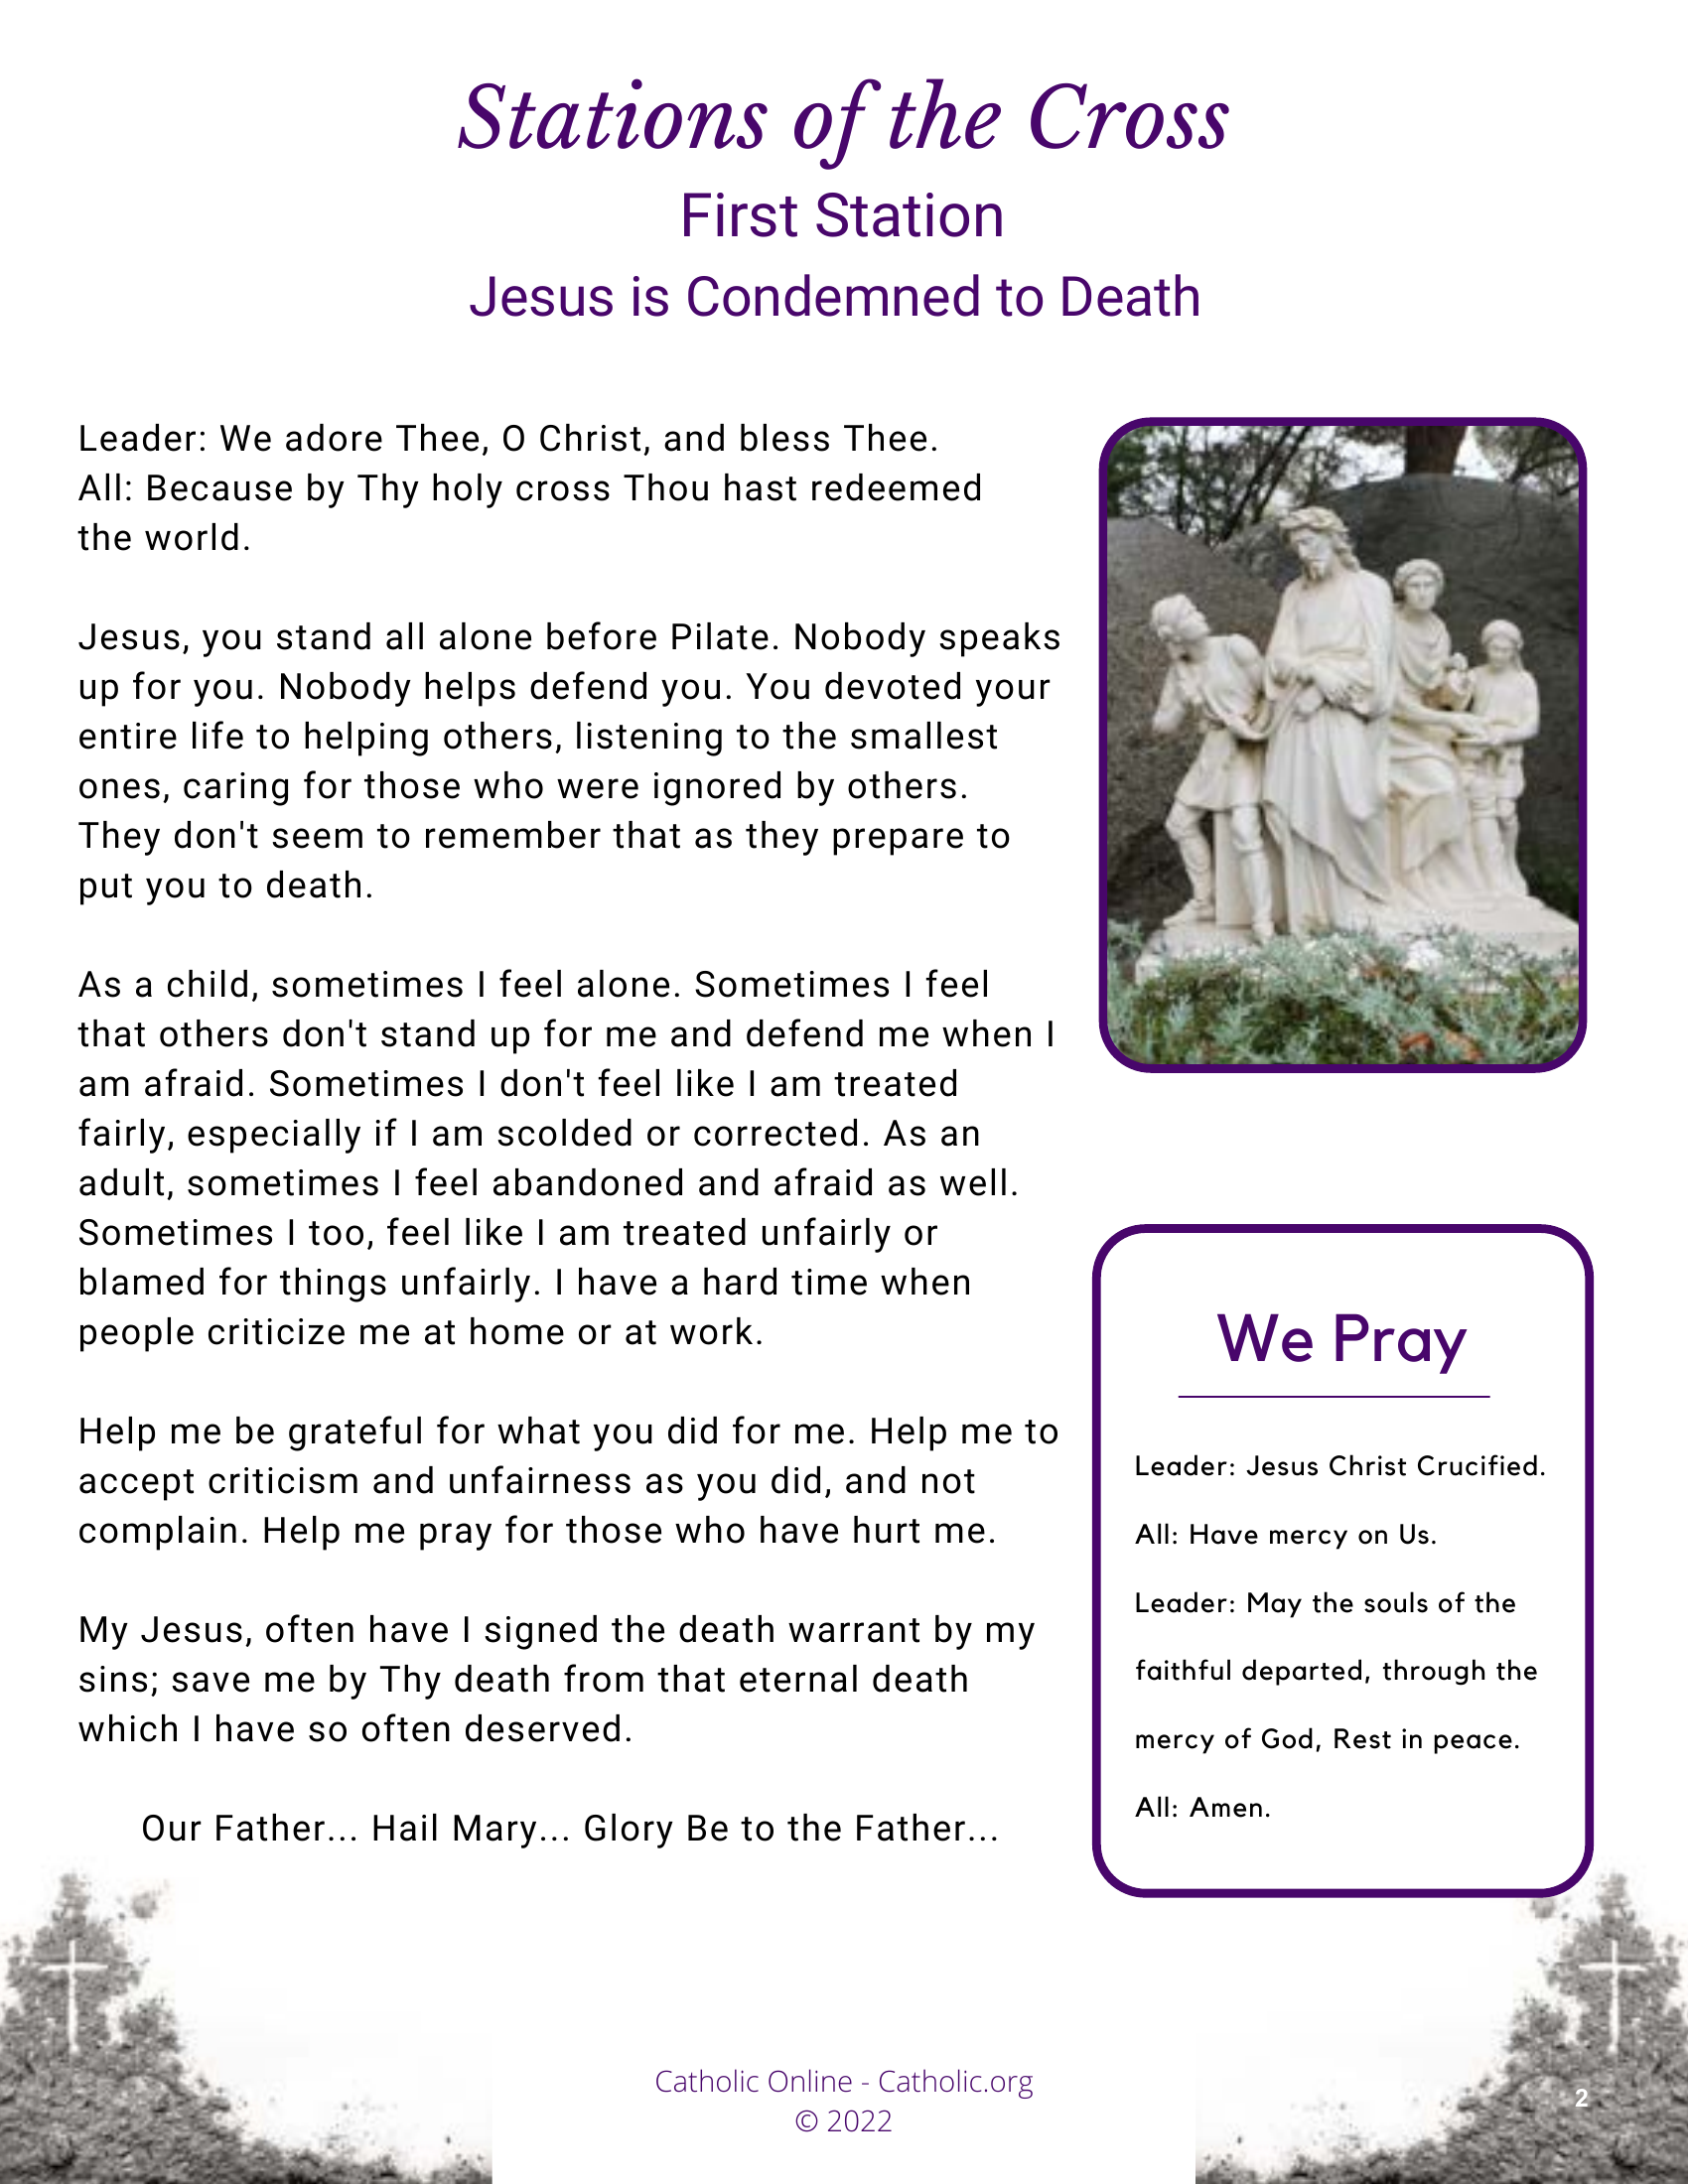 Stations of the Cross
First Station
Jesus is Condemned to Death
Leader: We adore Thee, O Christ, and bless Thee.
All: Because by Thy holy cross Thou hast redeemed
the world.
Jesus, you stand all alone before Pilate. Nobody speaks
up for you. Nobody helps defend you. You devoted your
entire life to helping others, listening to the smallest
ones, caring for those who were ignored by others.
They don't seem to remember that as they prepare to
put you to death.
As a child, sometimes I feel alone. Sometimes I feel
that others don't stand up for me and defend me when I
am afraid. Sometimes I don't feel like I am treated
fairly, especially if I am scolded or corrected. As an
adult, sometimes I feel abandoned and afraid as well.
Sometimes I too, feel like I am treated unfairly or
blamed for things unfairly. I have a hard time when
people criticize me at home or at work.
Help me be grateful for what you did for me. Help me to
accept criticism and unfairness as you did, and not
complain. Help me pray for those who have hurt me.
My Jesus, often have I signed the death warrant by my
sins; save me by Thy death from that eternal death
which I have so often deserved.
Our Father... Hail Mary... Glory Be to the Father...
We Pray
Leader: Jesus Christ Crucified.
All: Have mercy on Us.
Leader: May the souls of the
faithful departed, through the
mercy of God, Rest in peace.
All: Amen.
Catholic Online - Catholic.org
© 2022
2